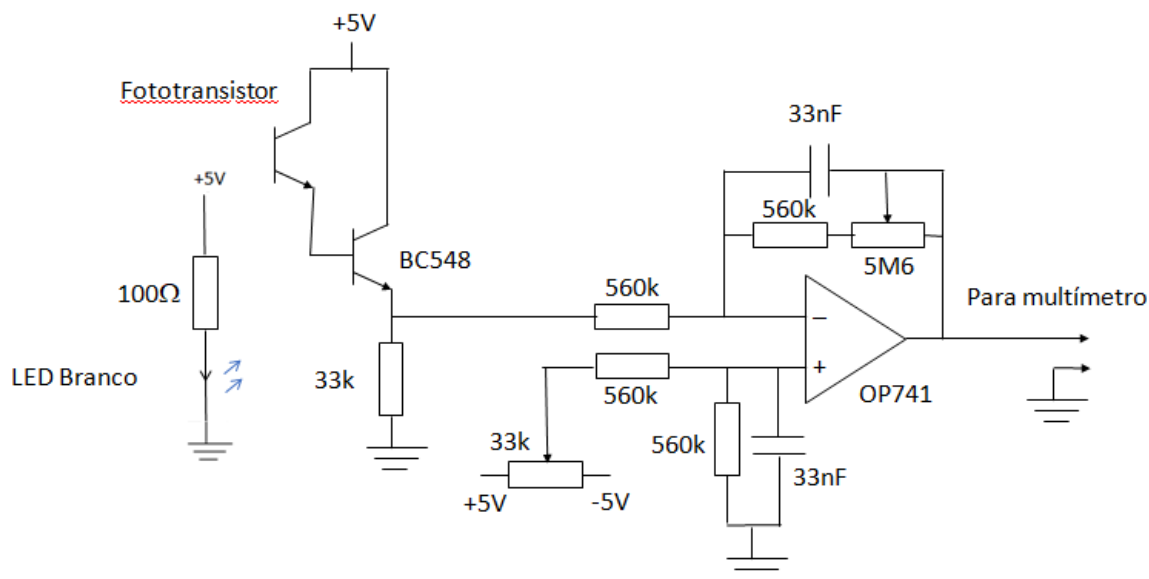 +5V
Fototransistor
33nF
+5V
560k
BC548
5M6
100Ω
560k
Para multímetro
–
LED Branco
33k
+
560k
OP741
33k
560k
33nF
+5V
-5V